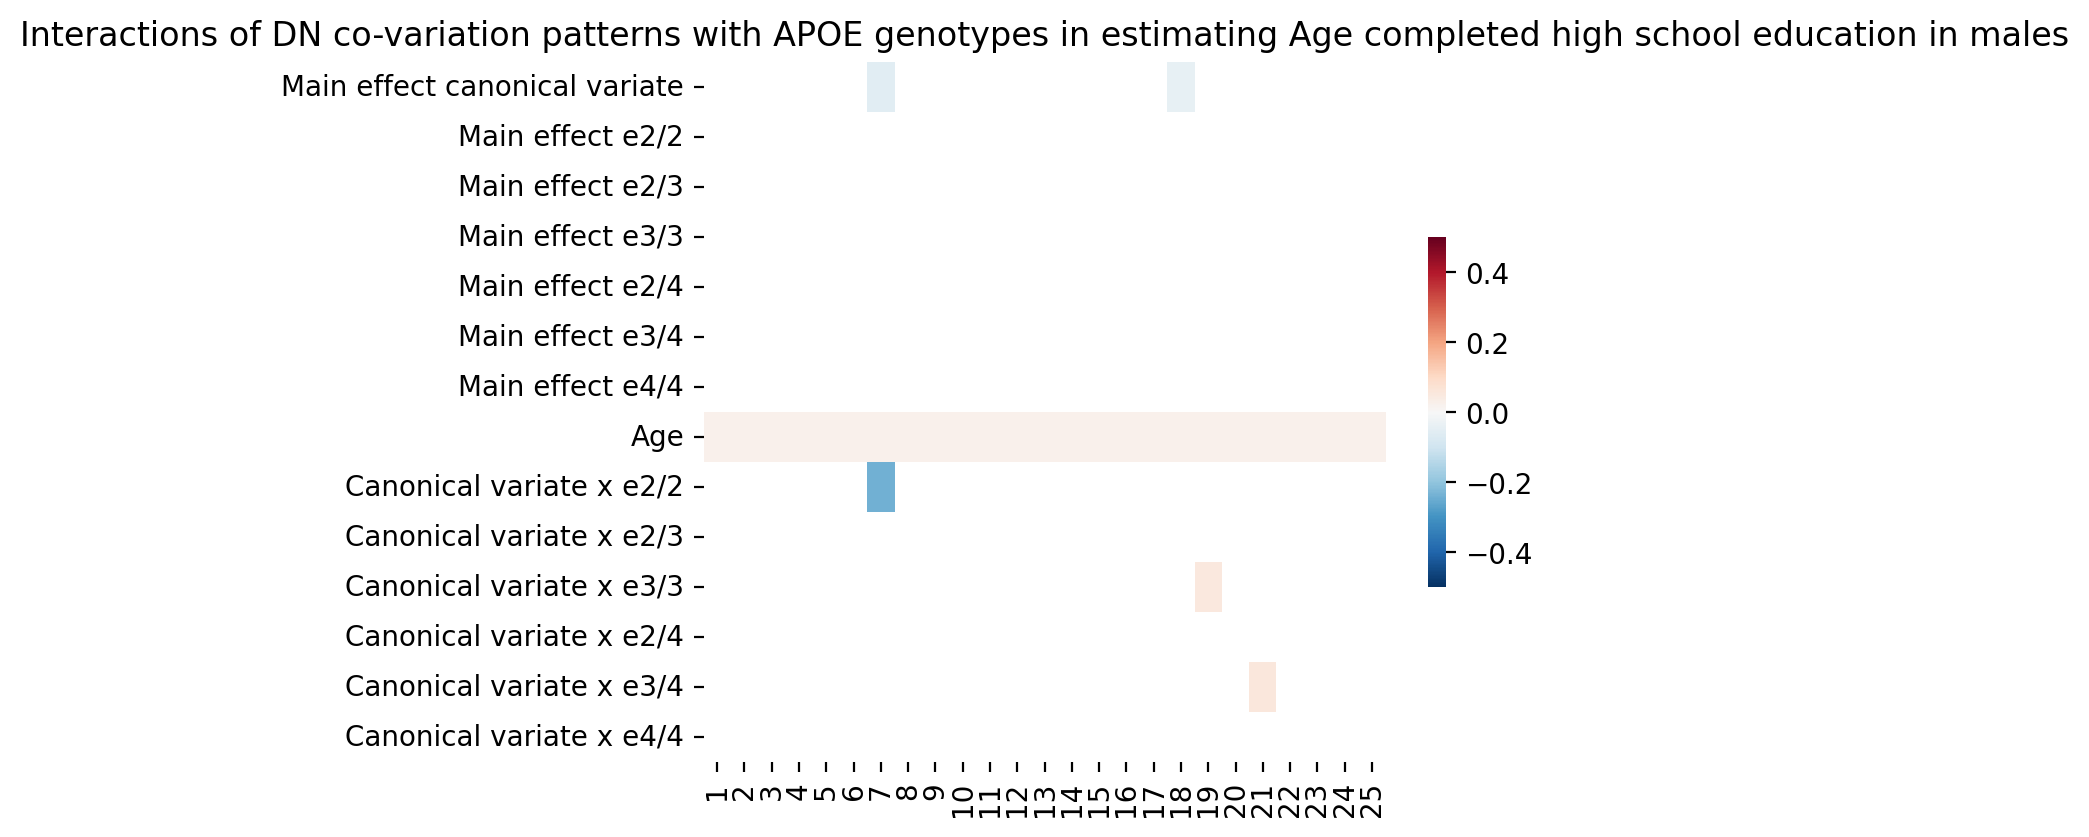 Interactions of DN co-variation patterns with APOE genotypes in estimating Age completed high school education in males
Main effect canonical variate
Main effect e2/2
Main effect e2/3
Main effect e3/3
Main effect e2/4
Main effect e3/4
Main effect e4/4
Age
Canonical variate x e2/2
Canonical variate x e2/3
Canonical variate x e3/3
Canonical variate x e2/4
Canonical variate x e3/4
Canonical variate x e4/4
1 2 3 4 5 6 7 8 9 10 11 12 13 14 15 16 17 18 19 20 21 22 23 24 25
0.4
0.2
0.0
−0.2
−0.4